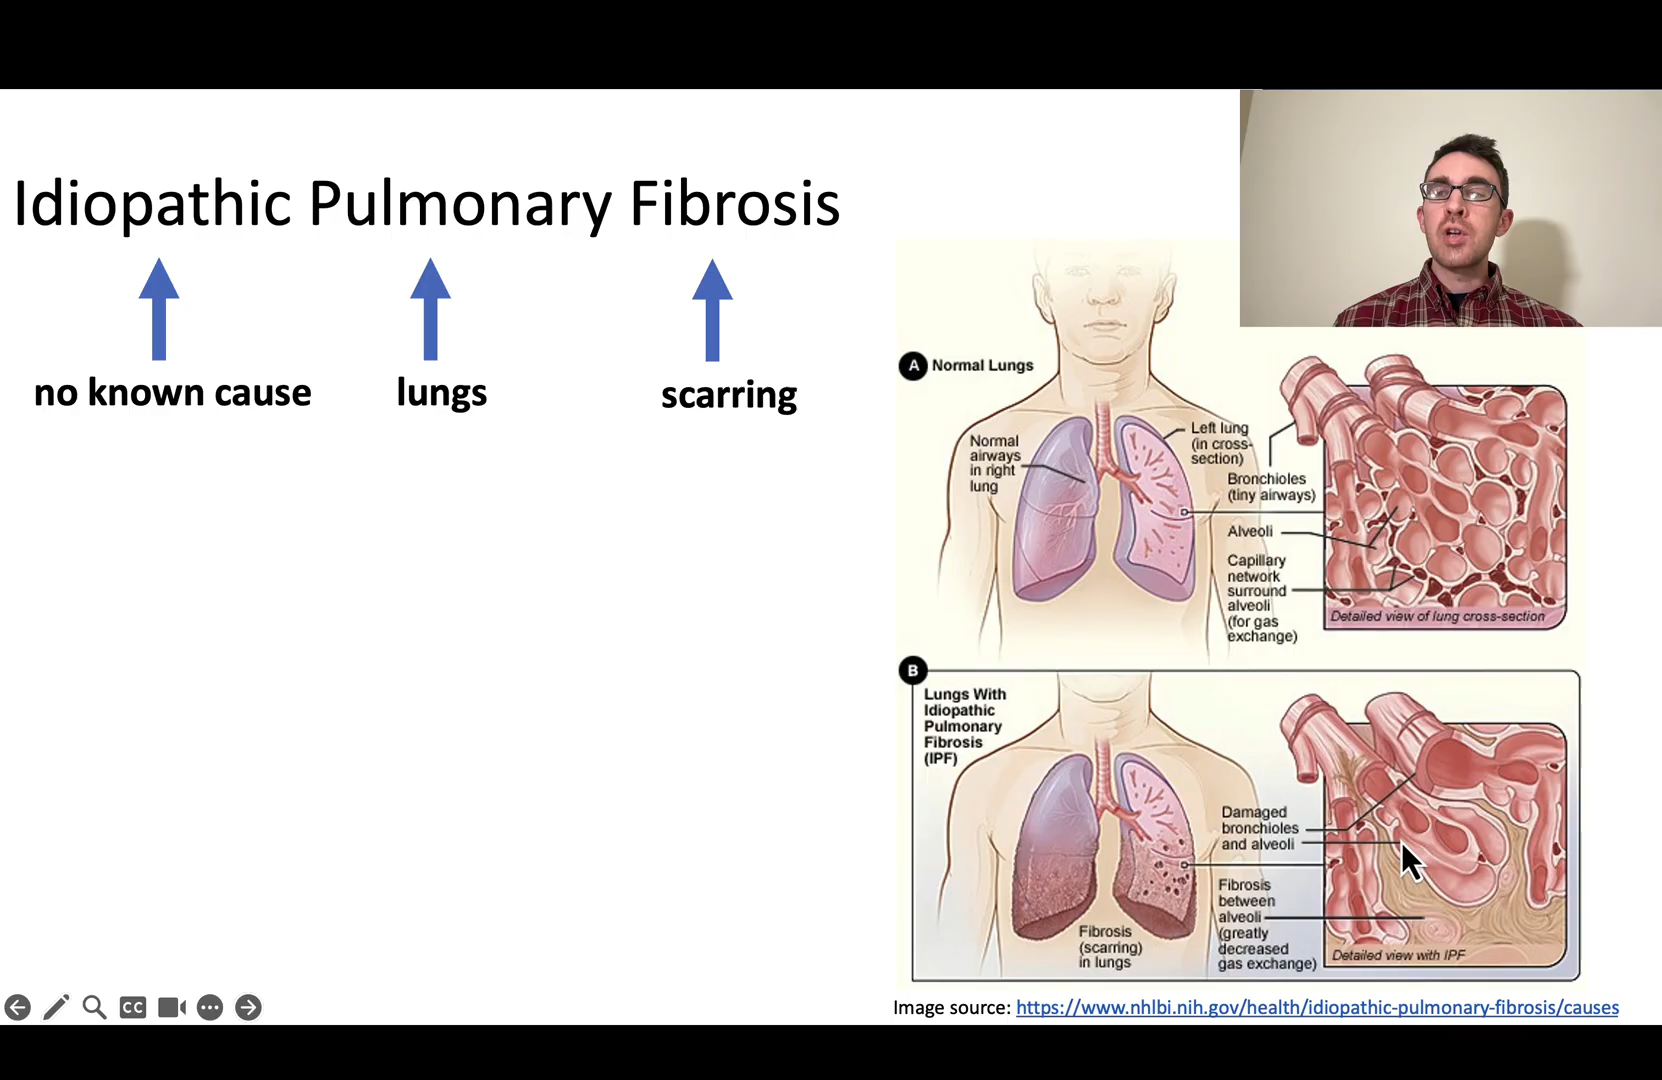 Idiopathic Pulmonary Fibrosis
no known cause
lungs
scarring
A
Normal Lungs
Normal
airways
in right
lung
Left lung
(in cross-
section)
Bronchioles
(tiny airways)
Alveoli
Capillary
network
surround
alveoli
(for gas
exchange)
Detailed view of lung cross-section
B
Lungs With
Idiopathic
Pulmonary
Fibrosis
(IPF)
Damaged
bronchioles
and alveoli
Fibrosis
between
alveoli
(greatly
decreased
gas exchange)
Fibrosis
(scarring)
in lungs
Detailed view with IPF
Image source: https://www.nhlbi.nih.gov/health/idiopathic-pulmonary-fibrosis/causes
CC